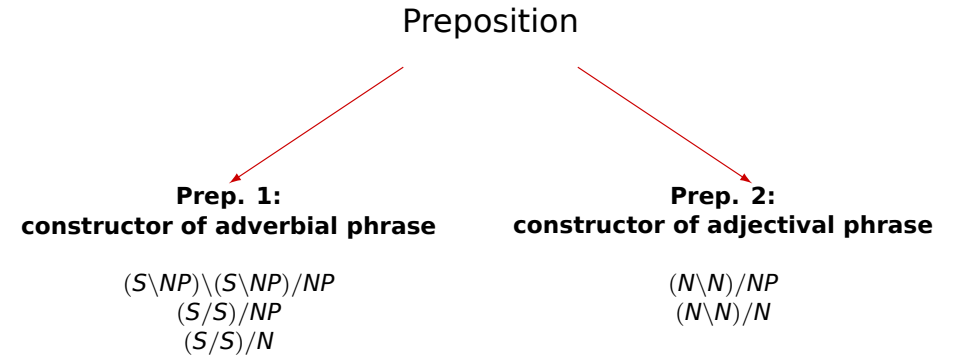 Preposition
Prep. 1:
constructor of adverbial phrase
(S\NP)\(S\NP)/NP
(S/S)/NP
(S/S)/N
Prep. 2:
constructor of adjectival phrase
(N\N)/NP
(N\N)/N